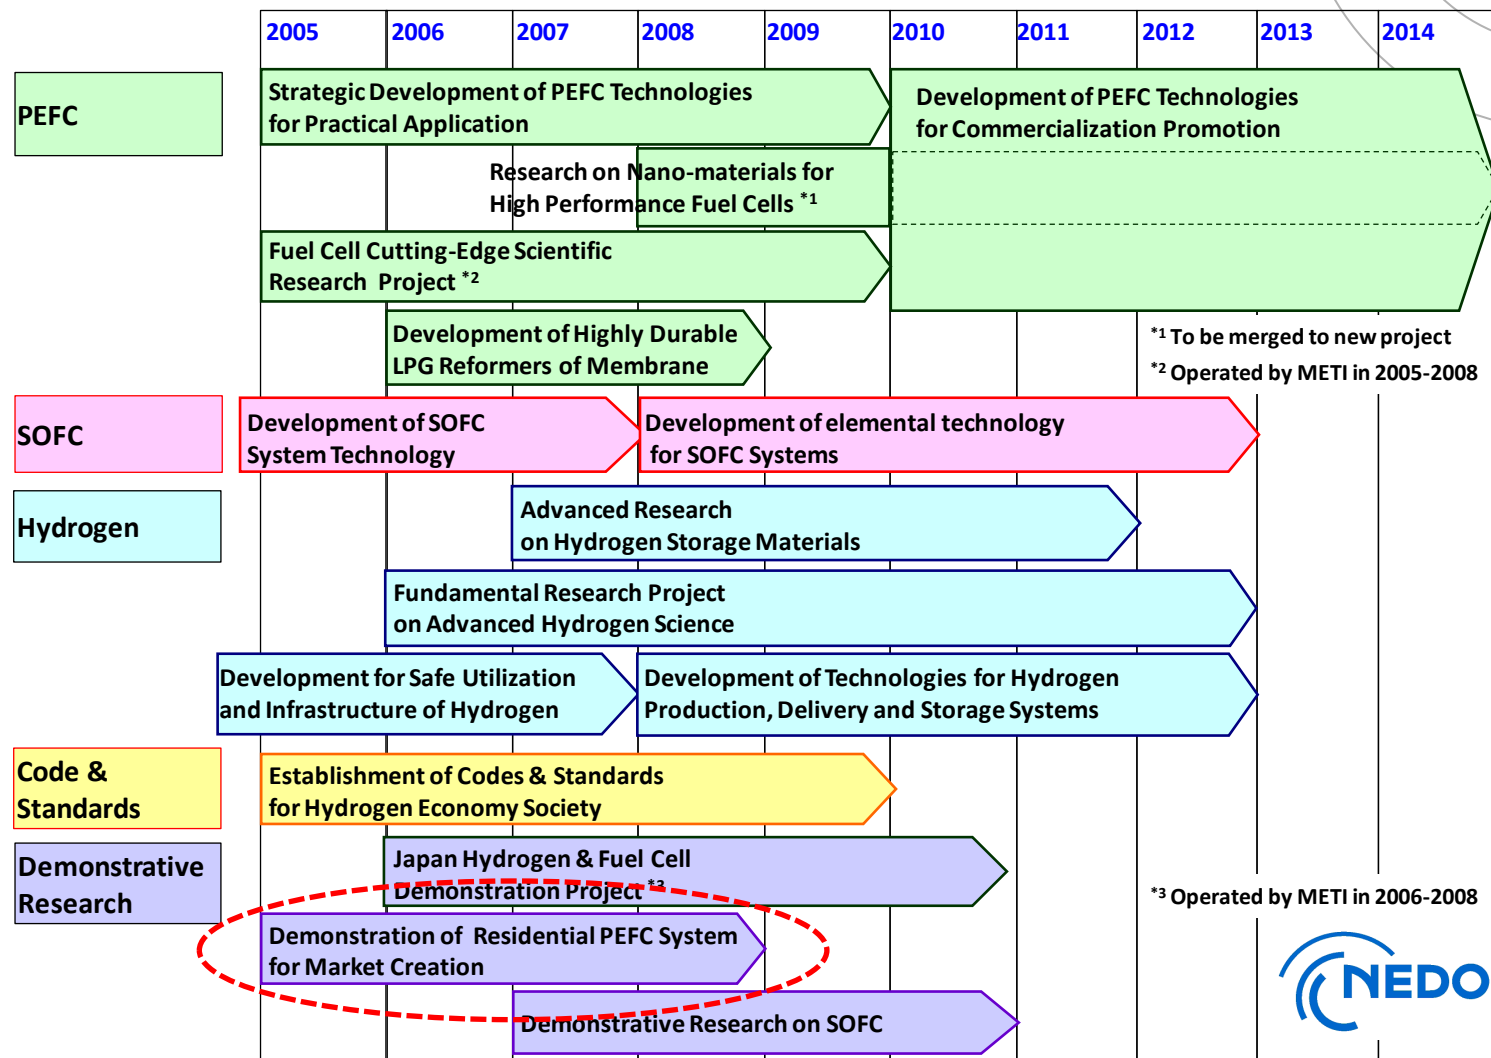 2005 2006 2007 2008 2009 2010 2011 2012 2013 2014
PEFC
Strategic Development of PEFC Technologies
for Practical Application
Development of PEFC Technologies
for Commercialization Promotion
Research on Nano-materials for
High Performance Fuel Cells *1
Fuel Cell Cutting-Edge Scientific
Research Project *2
Development of Highly Durable
LPG Reformers of Membrane
*1 To be merged to new project
*2 Operated by METI in 2005-2008
SOFC
Development of SOFC
System Technology
Development of elemental technology
for SOFC Systems
Hydrogen
Advanced Research
on Hydrogen Storage Materials
Fundamental Research Project
on Advanced Hydrogen Science
Development for Safe Utilization
and Infrastructure of Hydrogen
Development of Technologies for Hydrogen
Production, Delivery and Storage Systems
Code &
Standards
Establishment of Codes & Standards
for Hydrogen Economy Society
Demonstrative
Research
Japan Hydrogen & Fuel Cell
Demonstration Project *3
*3 Operated by METI in 2006-2008
Demonstration of Residential PEFC System
for Market Creation
Demonstrative Research on SOFC
NEDO